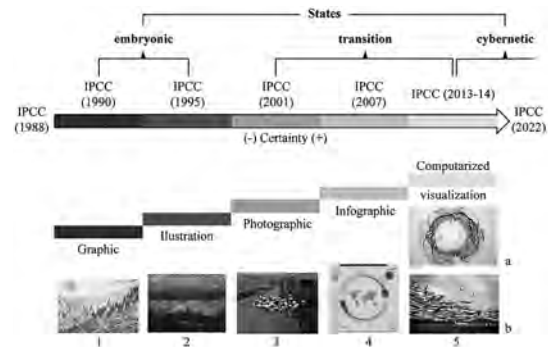 States
embryonic
transition
cybernetic
IPCC
(1988)
IPCC
(1990)
IPCC
(1995)
IPCC
(2001)
IPCC
(2007)
IPCC (2013-14)
IPCC
(2022)
(-) Certainty (+)
Graphic
Ilustration
Photographic
Infographic
Computarized
visualization
a
b
1
2
3
4
5